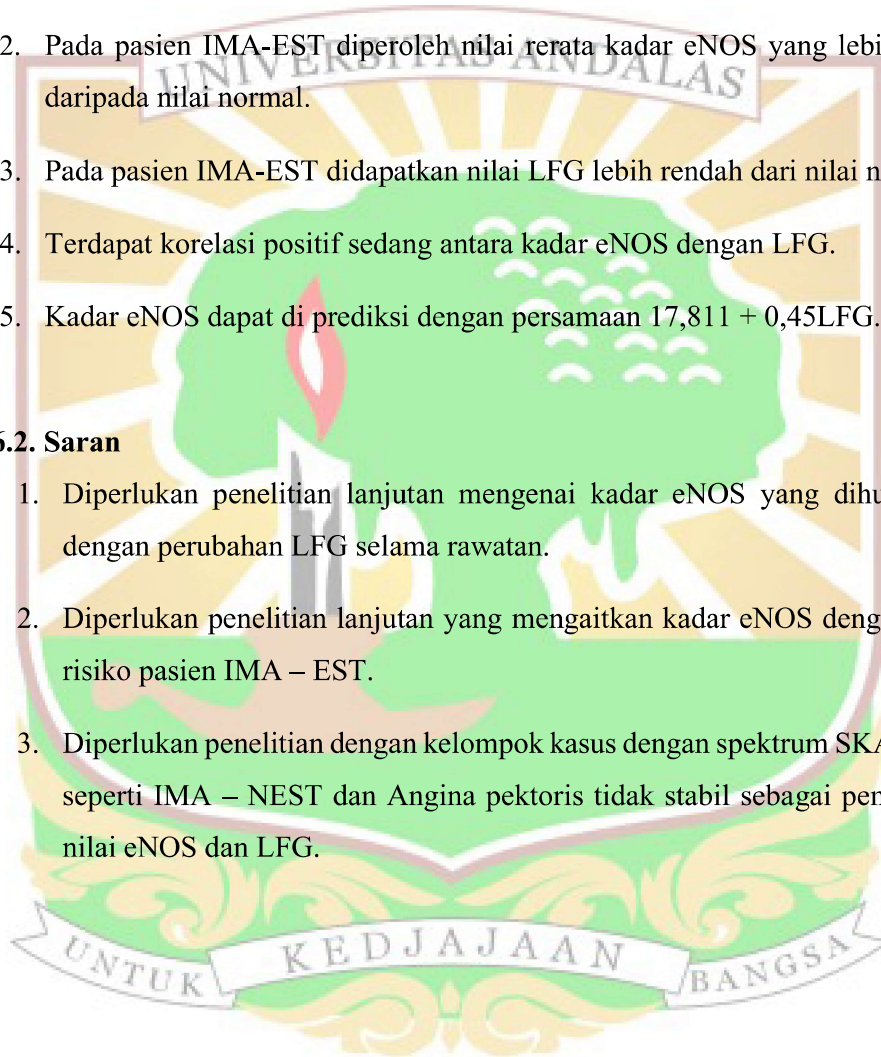 2. Pada pasien IMA-EST diperoleh nilai rerata kadar eNOS yang lebi
UNIVERSITAS ANDALAS
daripada nilai normal.
3. Pada pasien IMA-EST didapatkan nilai LFG lebih rendah dari nilai n
4. Terdapat korelasi positif sedang antara kadar eNOS dengan LFG.
5. Kadar eNOS dapat di prediksi dengan persamaan 17,811 + 0,45LFG.
6.2. Saran
1. Diperlukan penelitian lanjutan mengenai kadar eNOS yang dihu
dengan perubahan LFG selama rawatan.
2. Diperlukan penelitian lanjutan yang mengaitkan kadar eNOS deng
risiko pasien IMA – EST.
3. Diperlukan penelitian dengan kelompok kasus dengan spektrum SKA
seperti IMA – NEST dan Angina pektoris tidak stabil sebagai pen
nilai eNOS dan LFG.
UNTUK KEDJAJAAN BANGSA